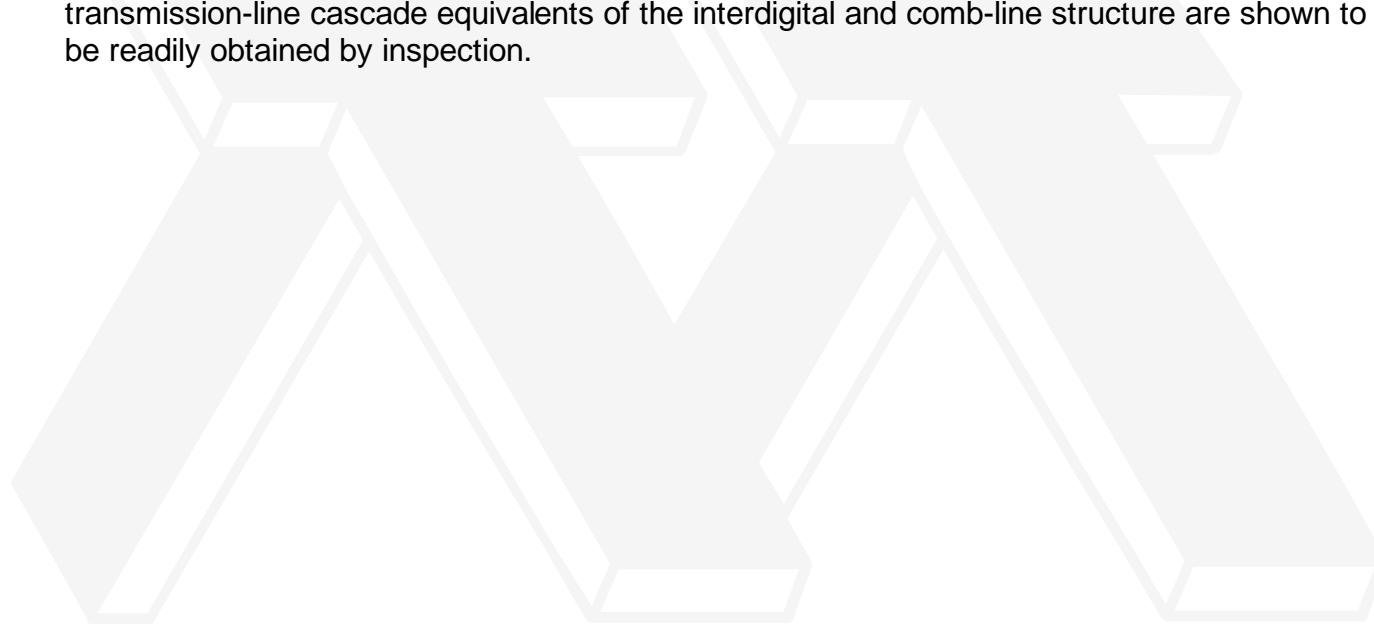 transmission-line cascade equivalents of the interdigital and comb-line structure are shown to
be readily obtained by inspection.